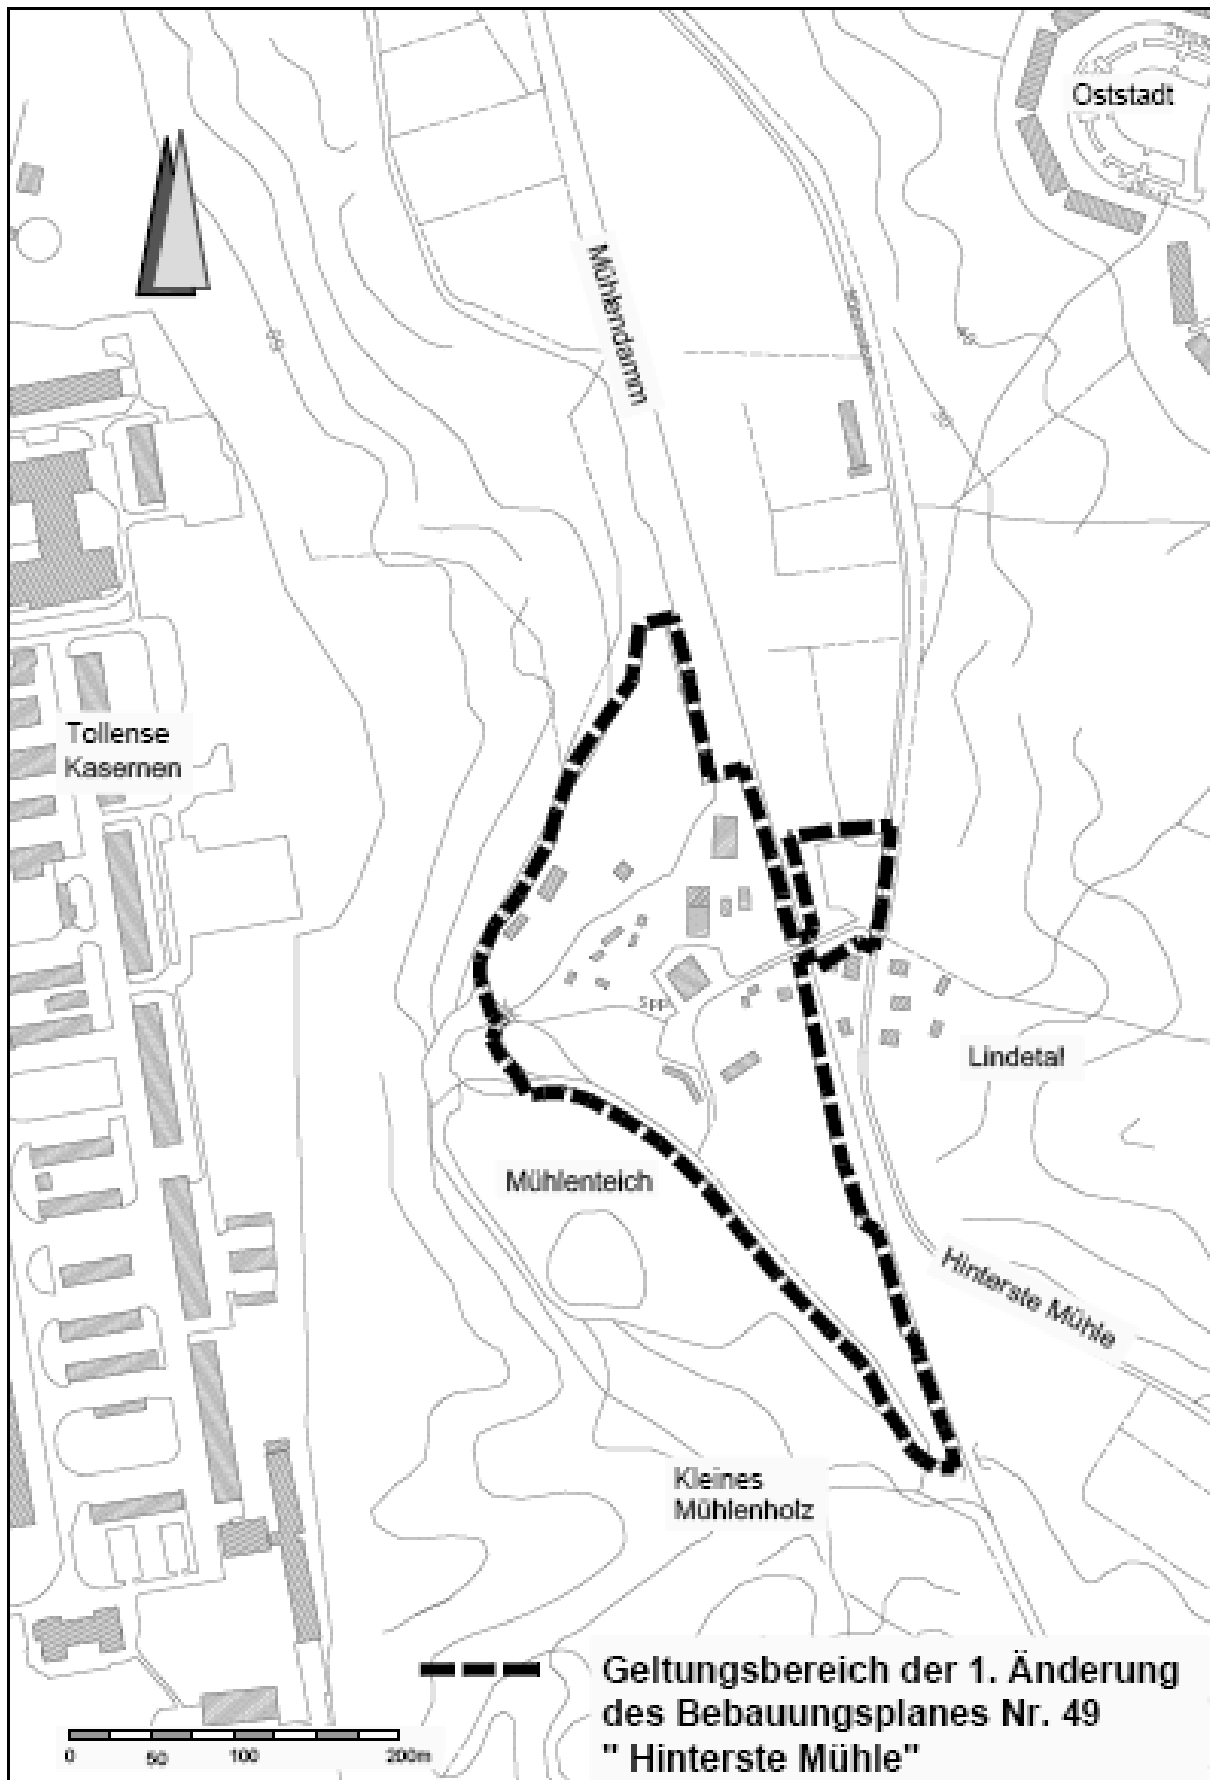 Oststadt
Mühlendamm
Tollense
Kasernen
Sppl
Lindetal
Mühlenteich
Hinterste Mühle
Kleines
Mühlenholz
Geltungsbereich der 1. Änderung
des Bebauungsplanes Nr. 49
" Hinterste Mühle"
0 50 100 200m